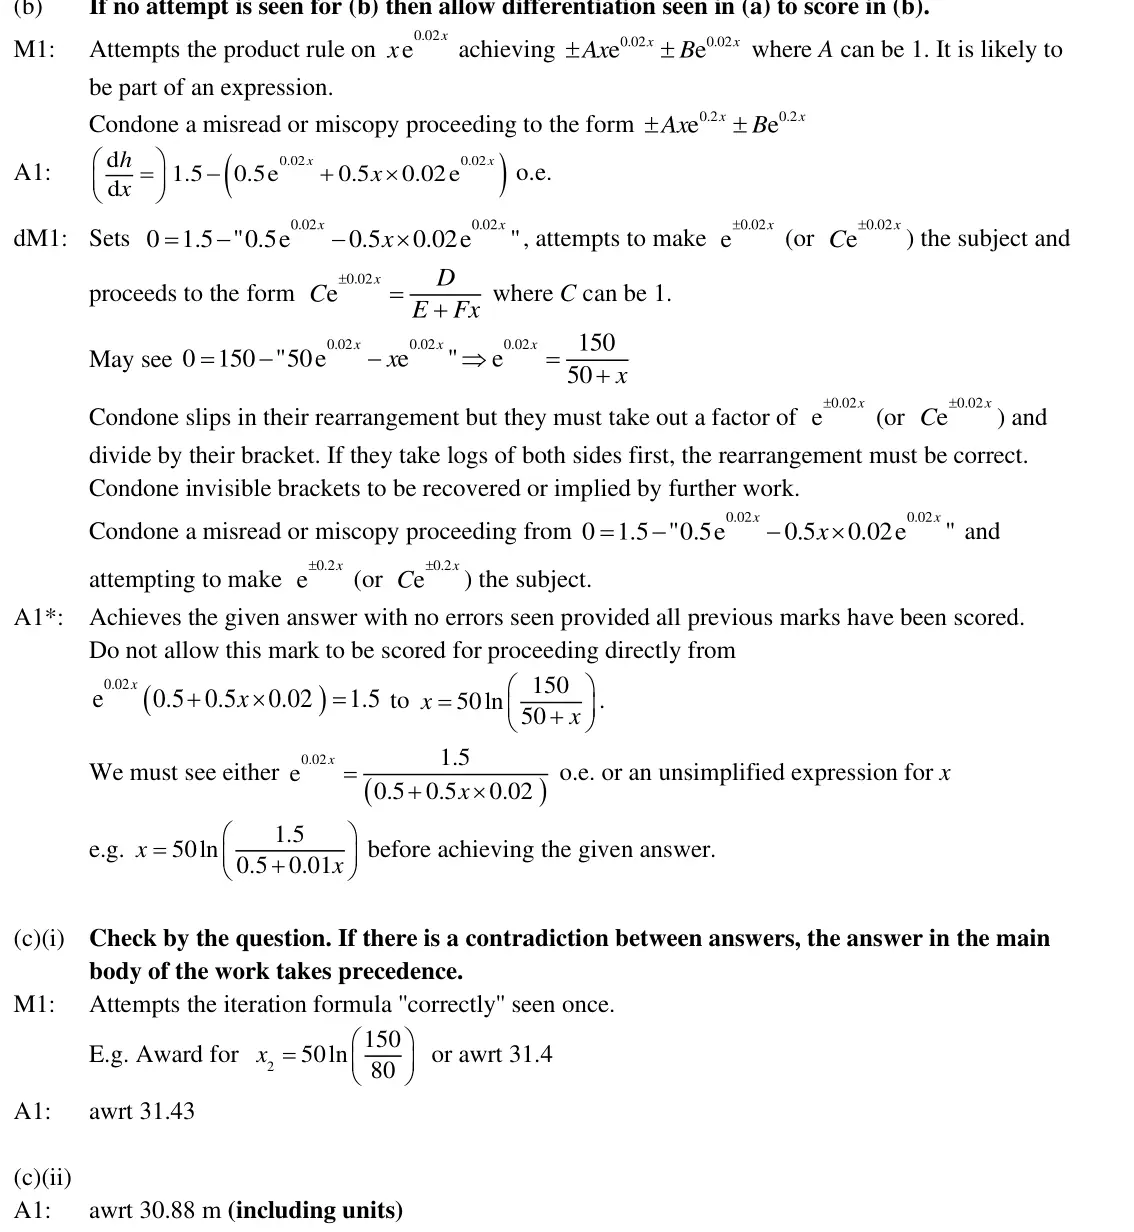 (b) If no attempt is seen for (b) then allow differentiation seen in (a) to score in (b).
M1: Attempts the product rule on xe^{0.02x} achieving ±Axe^{0.02x} ± Be^{0.02x} where A can be 1. It is likely to
be part of an expression.
Condone a misread or miscopy proceeding to the form ±Axe^{0.2x} ± Be^{0.2x}
A1: (dh/dx =) 1.5 − (0.5e^{0.02x} + 0.5x × 0.02e^{0.02x}) o.e.
dM1: Sets 0 = 1.5 − "0.5e^{0.02x} − 0.5x × 0.02e^{0.02x}", attempts to make e^{±0.02x} (or Ce^{±0.02x}) the subject and
proceeds to the form Ce^{±0.02x} = D/(E + Fx) where C can be 1.
May see 0 = 150 − "50e^{0.02x} − xe^{0.02x}" ⇒ e^{0.02x} = 150/(50 + x)
Condone slips in their rearrangement but they must take out a factor of e^{±0.02x} (or Ce^{±0.02x}) and
divide by their bracket. If they take logs of both sides first, the rearrangement must be correct.
Condone invisible brackets to be recovered or implied by further work.
Condone a misread or miscopy proceeding from 0 = 1.5 − "0.5e^{0.02x} − 0.5x × 0.02e^{0.02x}" and
attempting to make e^{±0.2x} (or Ce^{±0.2x}) the subject.
A1*: Achieves the given answer with no errors seen provided all previous marks have been scored.
Do not allow this mark to be scored for proceeding directly from
e^{0.02x}(0.5 + 0.5x × 0.02) = 1.5 to x = 50ln(150/(50 + x)).
We must see either e^{0.02x} = 1.5/(0.5 + 0.5x × 0.02) o.e. or an unsimplified expression for x
e.g. x = 50ln(1.5/(0.5 + 0.01x)) before achieving the given answer.
(c)(i) Check by the question. If there is a contradiction between answers, the answer in the main
body of the work takes precedence.
M1: Attempts the iteration formula "correctly" seen once.
E.g. Award for x₂ = 50ln(150/80) or awrt 31.4
A1: awrt 31.43
(c)(ii)
A1: awrt 30.88 m (including units)